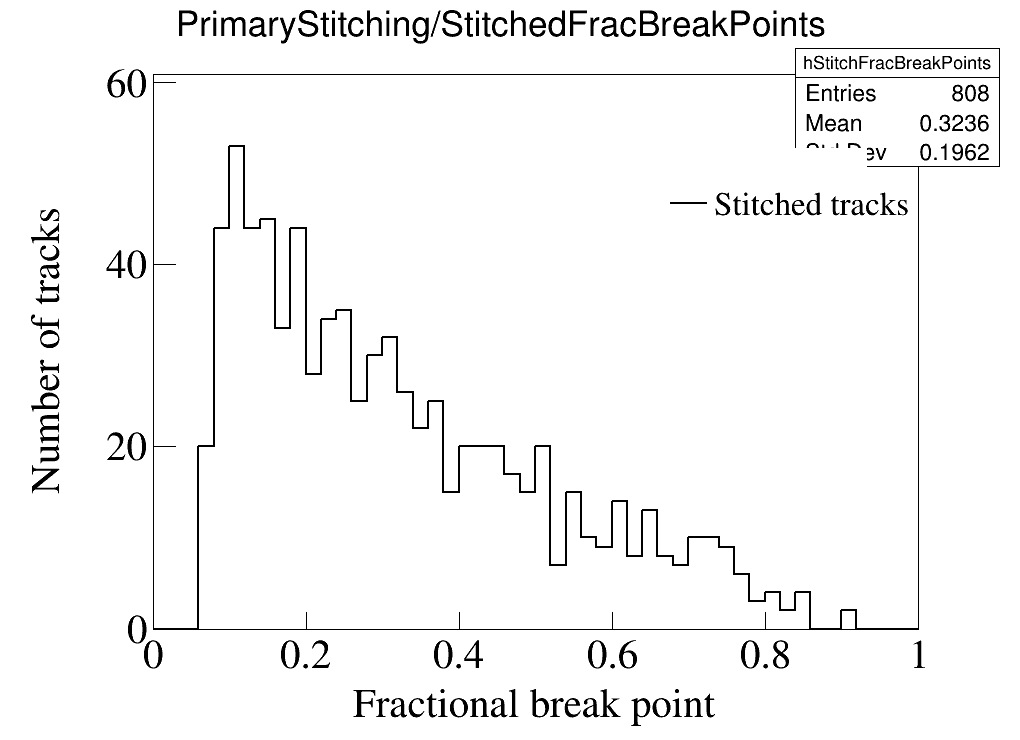 PrimaryStitching/StitchedFracBreakPoints
hStitchFracBreakPoints
Entries 808
Mean 0.3236
0.1962
Stitched tracks
Number of tracks
60
40
20
0
0 0.2 0.4 0.6 0.8 1
Fractional break point